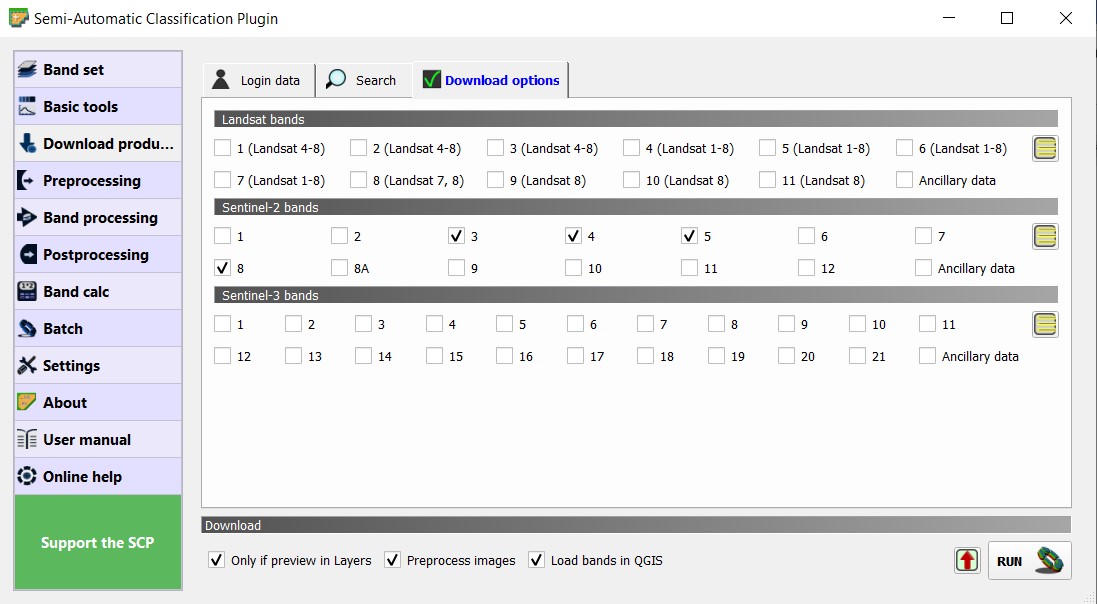 Semi-Automatic Classification Plugin
Band set
Basic tools
Download produ...
Preprocessing
Band processing
Postprocessing
Band calc
Batch
Settings
About
User manual
Online help
Support the SCP
Login data Search Download options
Landsat bands
1 (Landsat 4-8) 2 (Landsat 4-8) 3 (Landsat 4-8) 4 (Landsat 1-8) 5 (Landsat 1-8) 6 (Landsat 1-8)
7 (Landsat 1-8) 8 (Landsat 7, 8) 9 (Landsat 8) 10 (Landsat 8) 11 (Landsat 8) Ancillary data
Sentinel-2 bands
1 2 3 4 5 6 7
8 8A 9 10 11 12 Ancillary data
Sentinel-3 bands
1 2 3 4 5 6 7 8 9 10 11
12 13 14 15 16 17 18 19 20 21 Ancillary data
Download
Only if preview in Layers Preprocess images Load bands in QGIS RUN